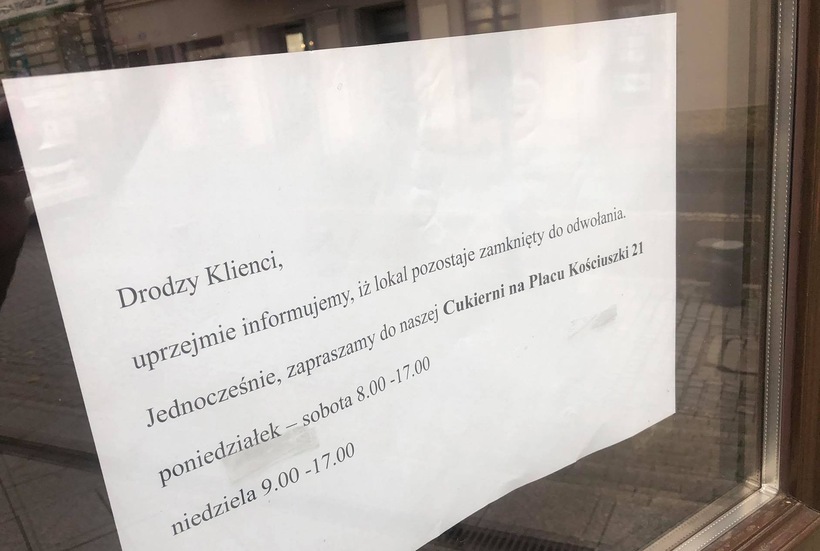 Drodzy Klienci,
uprzejmie informujemy, iż lokal pozostaje zamknięty do odwołania.
Jednocześnie, zapraszamy do naszej Cukierni na Placu Kościuszki 21
poniedziałek – sobota 8.00 -17.00
niedziela 9.00 -17.00